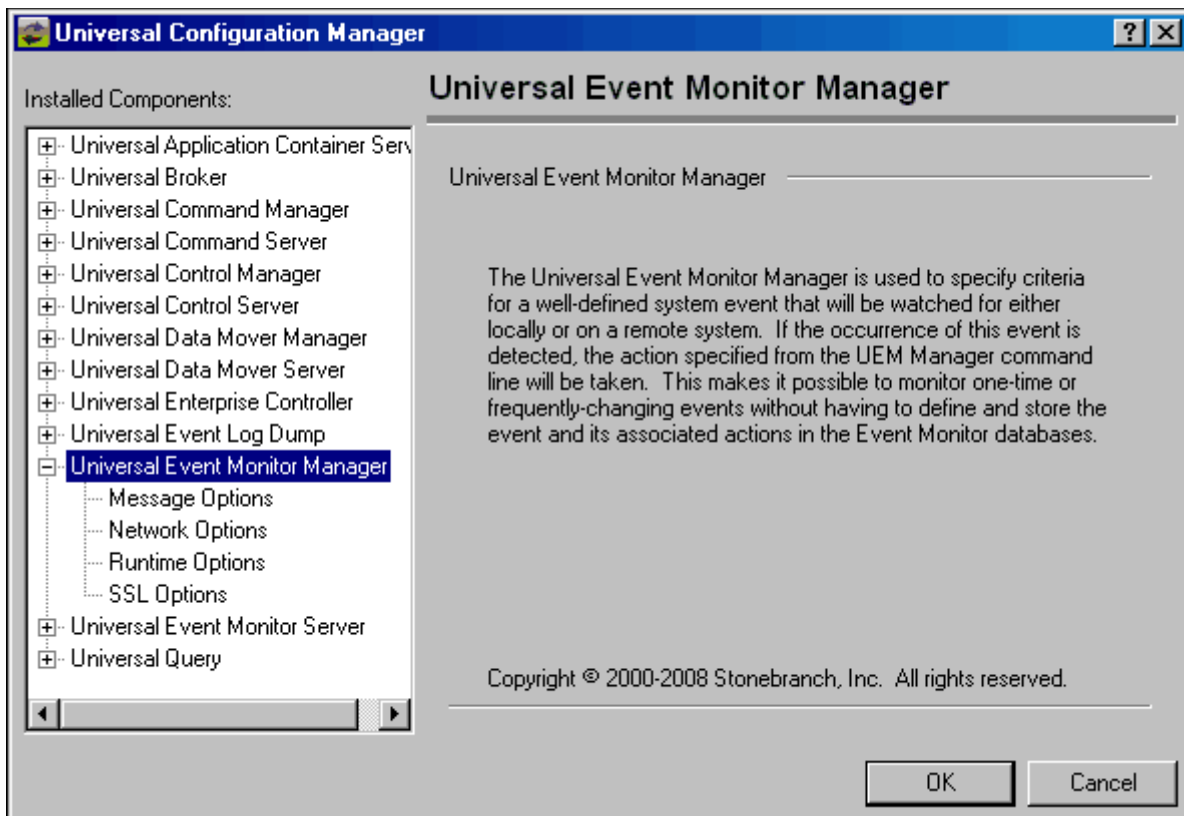 Universal Configuration Manager
Installed Components:
Universal Application Container Serv
Universal Broker
Universal Command Manager
Universal Command Server
Universal Control Manager
Universal Control Server
Universal Data Mover Manager
Universal Data Mover Server
Universal Enterprise Controller
Universal Event Log Dump
Universal Event Monitor Manager
Message Options
Network Options
Runtime Options
SSL Options
Universal Event Monitor Server
Universal Query
Universal Event Monitor Manager
Universal Event Monitor Manager
The Universal Event Monitor Manager is used to specify criteria
for a well-defined system event that will be watched for either
locally or on a remote system.  If the occurrence of this event is
detected, the action specified from the UEM Manager command
line will be taken.  This makes it possible to monitor one-time or
frequently-changing events without having to define and store the
event and its associated actions in the Event Monitor databases.
Copyright © 2000-2008 Stonebranch, Inc.  All rights reserved.
OK
Cancel